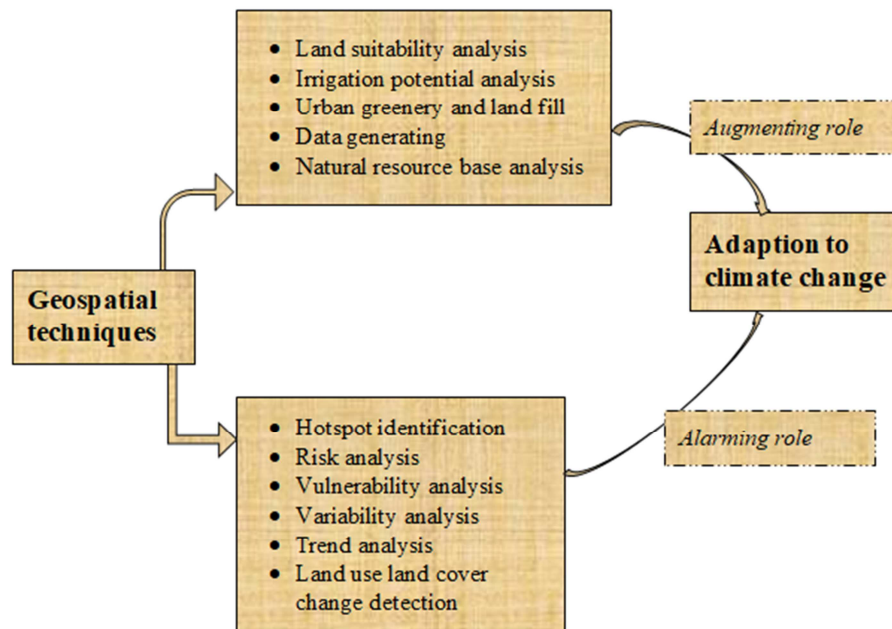 • Land suitability analysis
• Irrigation potential analysis
• Urban greenery and land fill
• Data generating
• Natural resource base analysis
Augmenting role
Adaption to
climate change
Geospatial
techniques
• Hotspot identification
• Risk analysis
• Vulnerability analysis
• Variability analysis
• Trend analysis
• Land use land cover
change detection
Alarming role